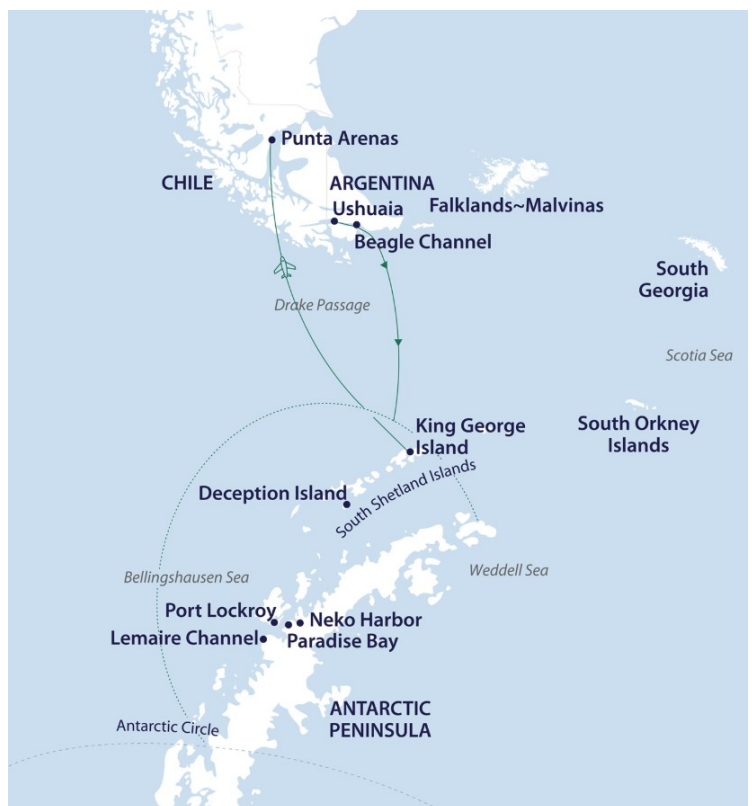 Punta Arenas
CHILE
ARGENTINA
Ushuaia
Falklands~Malvinas
Beagle Channel
South
Georgia
Drake Passage
Scotia Sea
King George
Island
South Orkney
Islands
Deception Island
South Shetland Islands
Bellingshausen Sea
Weddell Sea
Port Lockroy
Neko Harbor
Lemaire Channel
Paradise Bay
ANTARCTIC
PENINSULA
Antarctic Circle